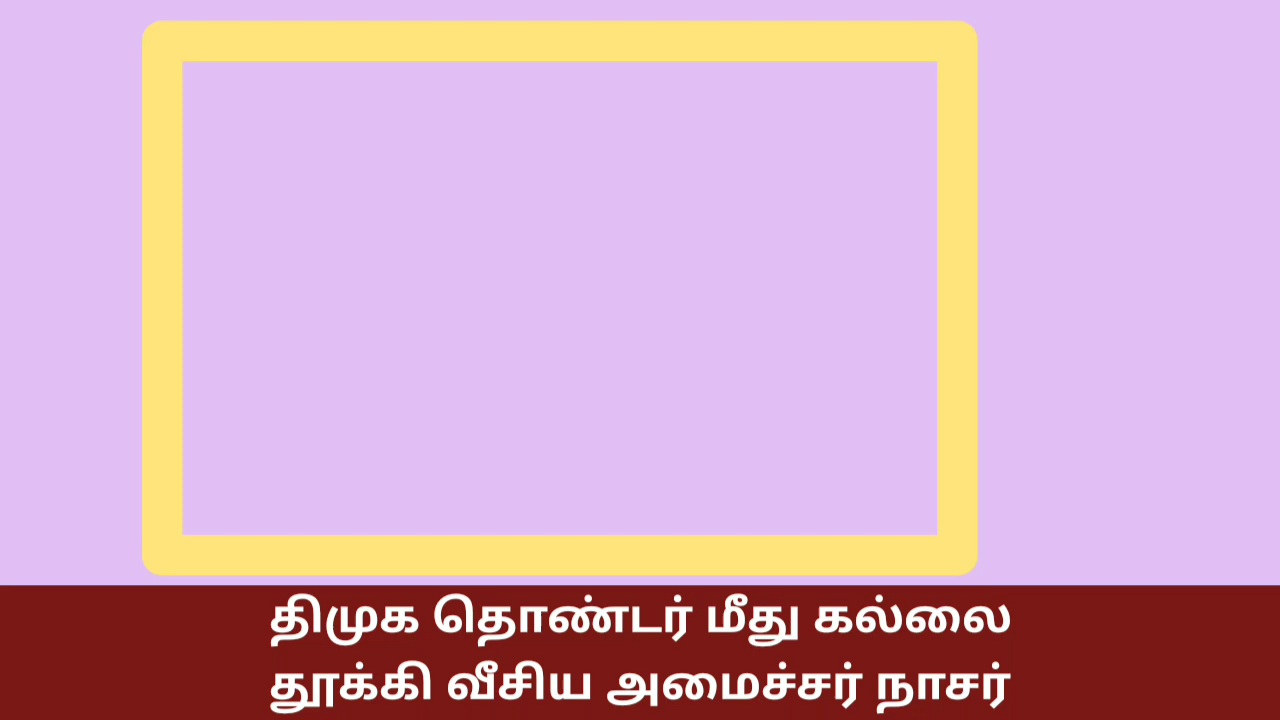 திமுக தொண்டர் மீது கல்லை
தூக்கி வீசிய அமைச்சர் நாசர்